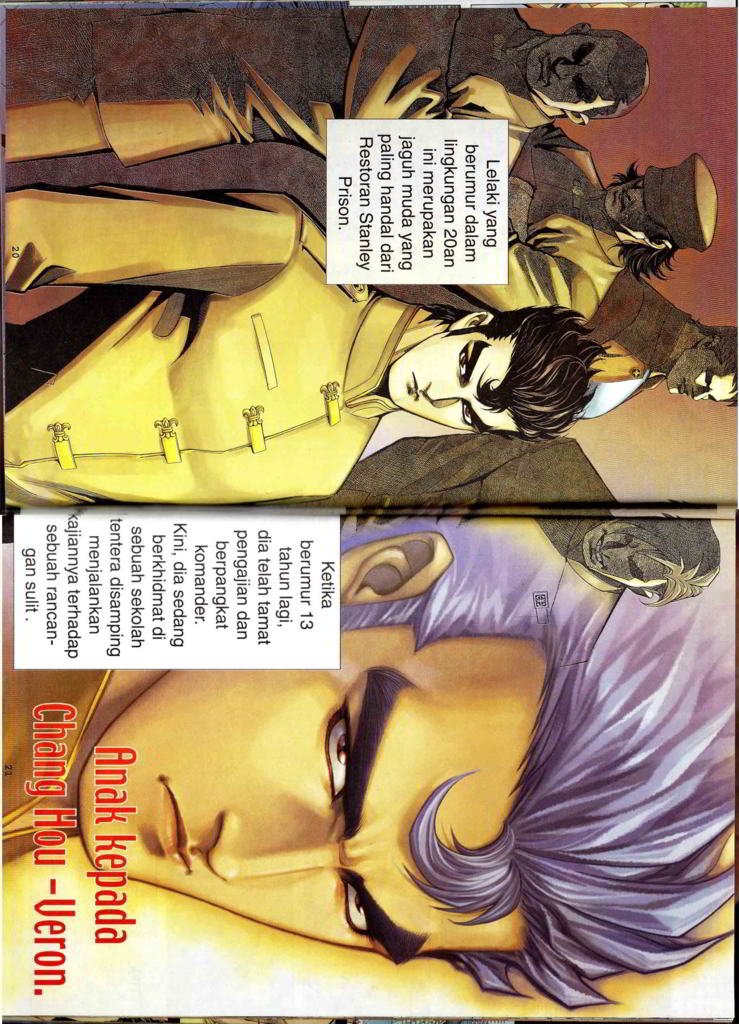 Lelaki yang
berumur dalam
lingkungan 20an
ini merupakan
jaguh muda yang
paling handal dari
Restoran Stanley
Prison.
20
Ketika
berumur 13
tahun lagi,
dia telah tamat
pengajian dan
berpangkat
komander.
Kini, dia sedang
berkhidmat di
sebuah sekolah
tentera disamping
menjalankan
kajiannya terhadap
sebuah rancan-
gan sulit.
Anak kepada
Chang Hou -Veron.
21